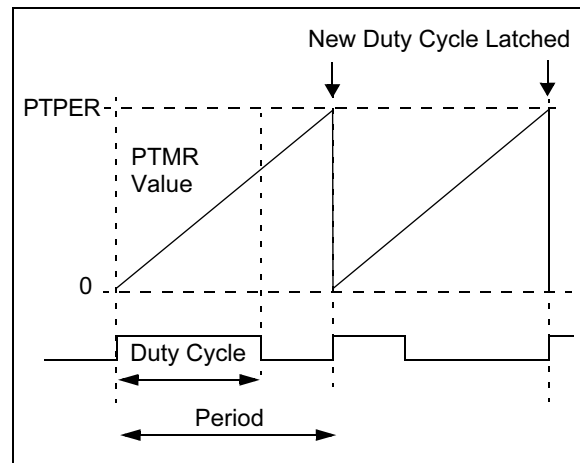 New Duty Cycle Latched
PTPER
PTMR
Value
0
Duty Cycle
Period